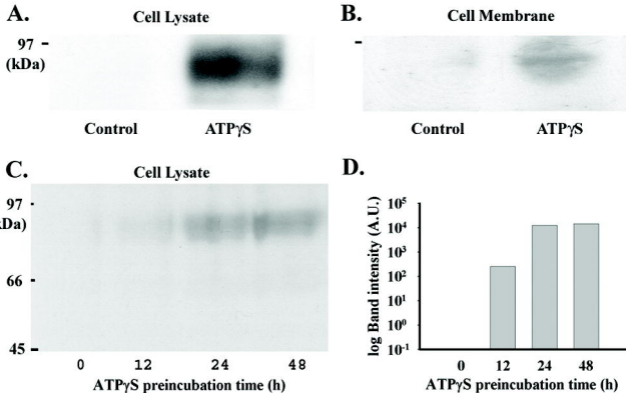 A.
Cell Lysate
97
(kDa)
Control
ATPγS
B.
Cell Membrane
Control
ATPγS
C.
Cell Lysate
97
Da)
66
45
0 12 24 48
ATPγS preincubation time (h)
D.
log Band intensity (A.U.)
10⁵
10⁴
10³
10²
10¹
10⁰
10⁻¹
0 12 24 48
ATPγS preincubation time (h)